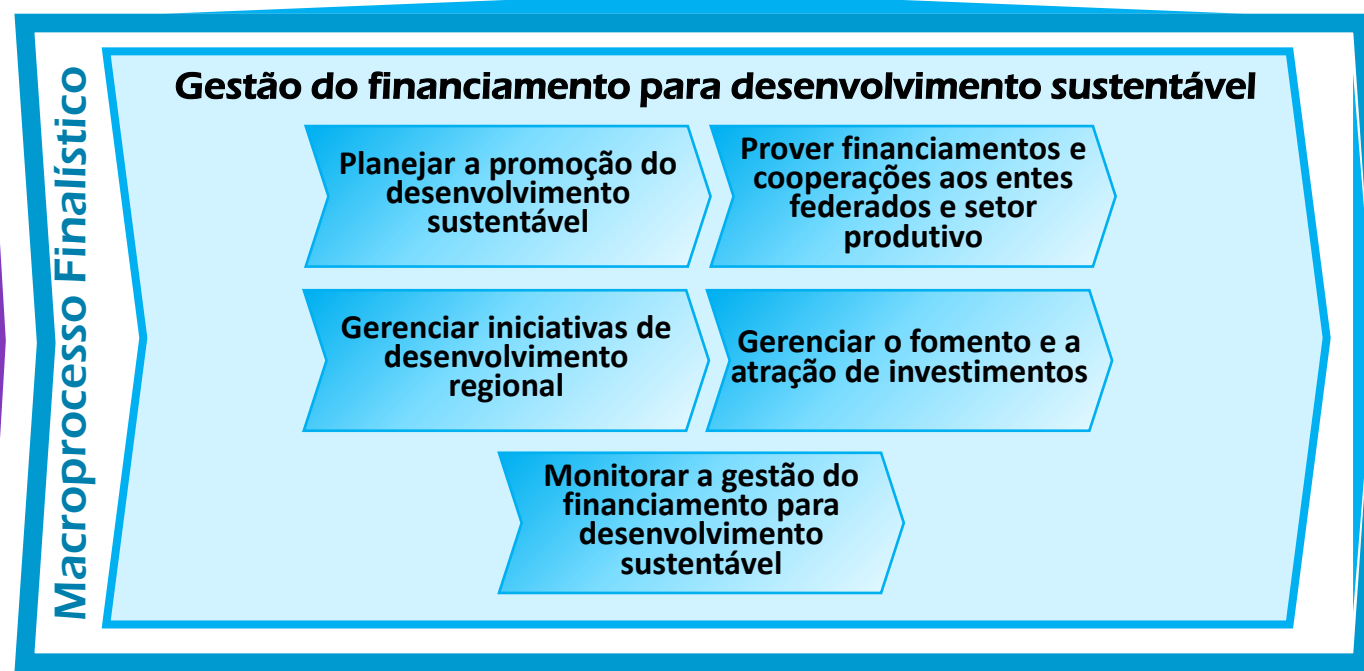 Macroprocesso Finalístico
Gestão do financiamento para desenvolvimento sustentável
Planejar a promoção do
desenvolvimento
sustentável
Prover financiamentos e
cooperações aos entes
federados e setor
produtivo
Gerenciar iniciativas de
desenvolvimento
regional
Gerenciar o fomento e a
atração de investimentos
Monitorar a gestão do
financiamento para
desenvolvimento
sustentável